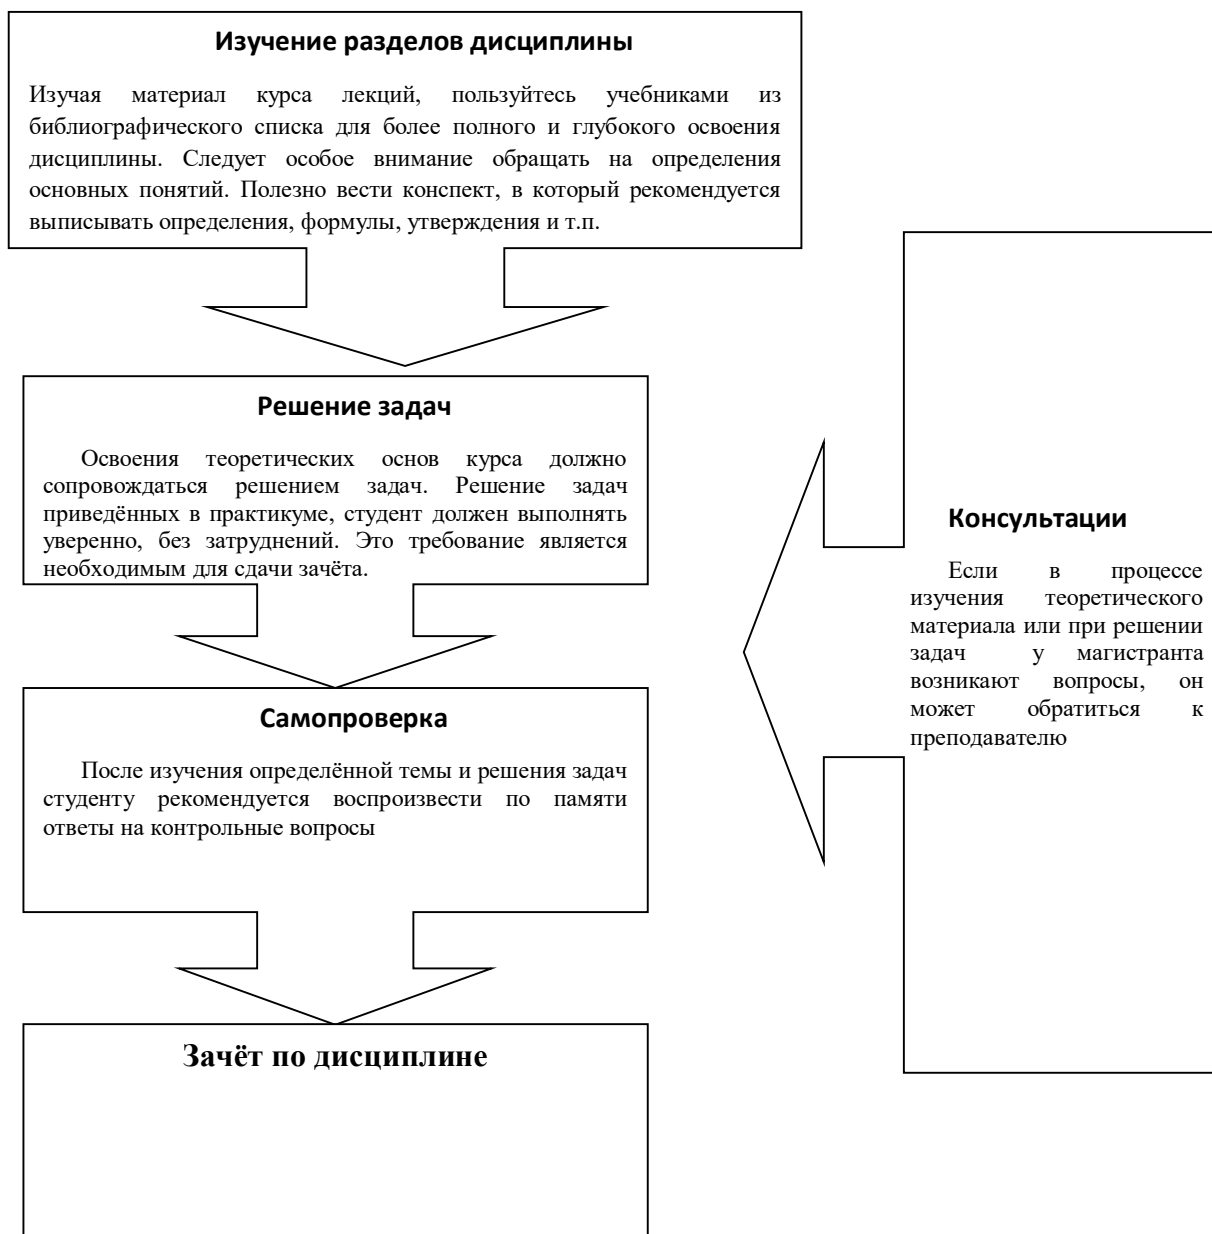 Изучение разделов дисциплины
Изучая материал курса лекций, пользуйтесь учебниками из
библиографического списка для более полного и глубокого освоения
дисциплины. Следует особое внимание обращать на определения
основных понятий. Полезно вести конспект, в который рекомендуется
выписывать определения, формулы, утверждения и т.п.
Решение задач
Освоения теоретических основ курса должно
сопровождаться решением задач. Решение задач
приведённых в практикуме, студент должен выполнять
уверенно, без затруднений. Это требование является
необходимым для сдачи зачёта.
Самопроверка
После изучения определённой темы и решения задач
студенту рекомендуется воспроизвести по памяти
ответы на контрольные вопросы
Зачёт по дисциплине
Консультации
Если в процессе
изучения теоретического
материала или при решении
задач у магистранта
возникают вопросы, он
может обратиться к
преподавателю